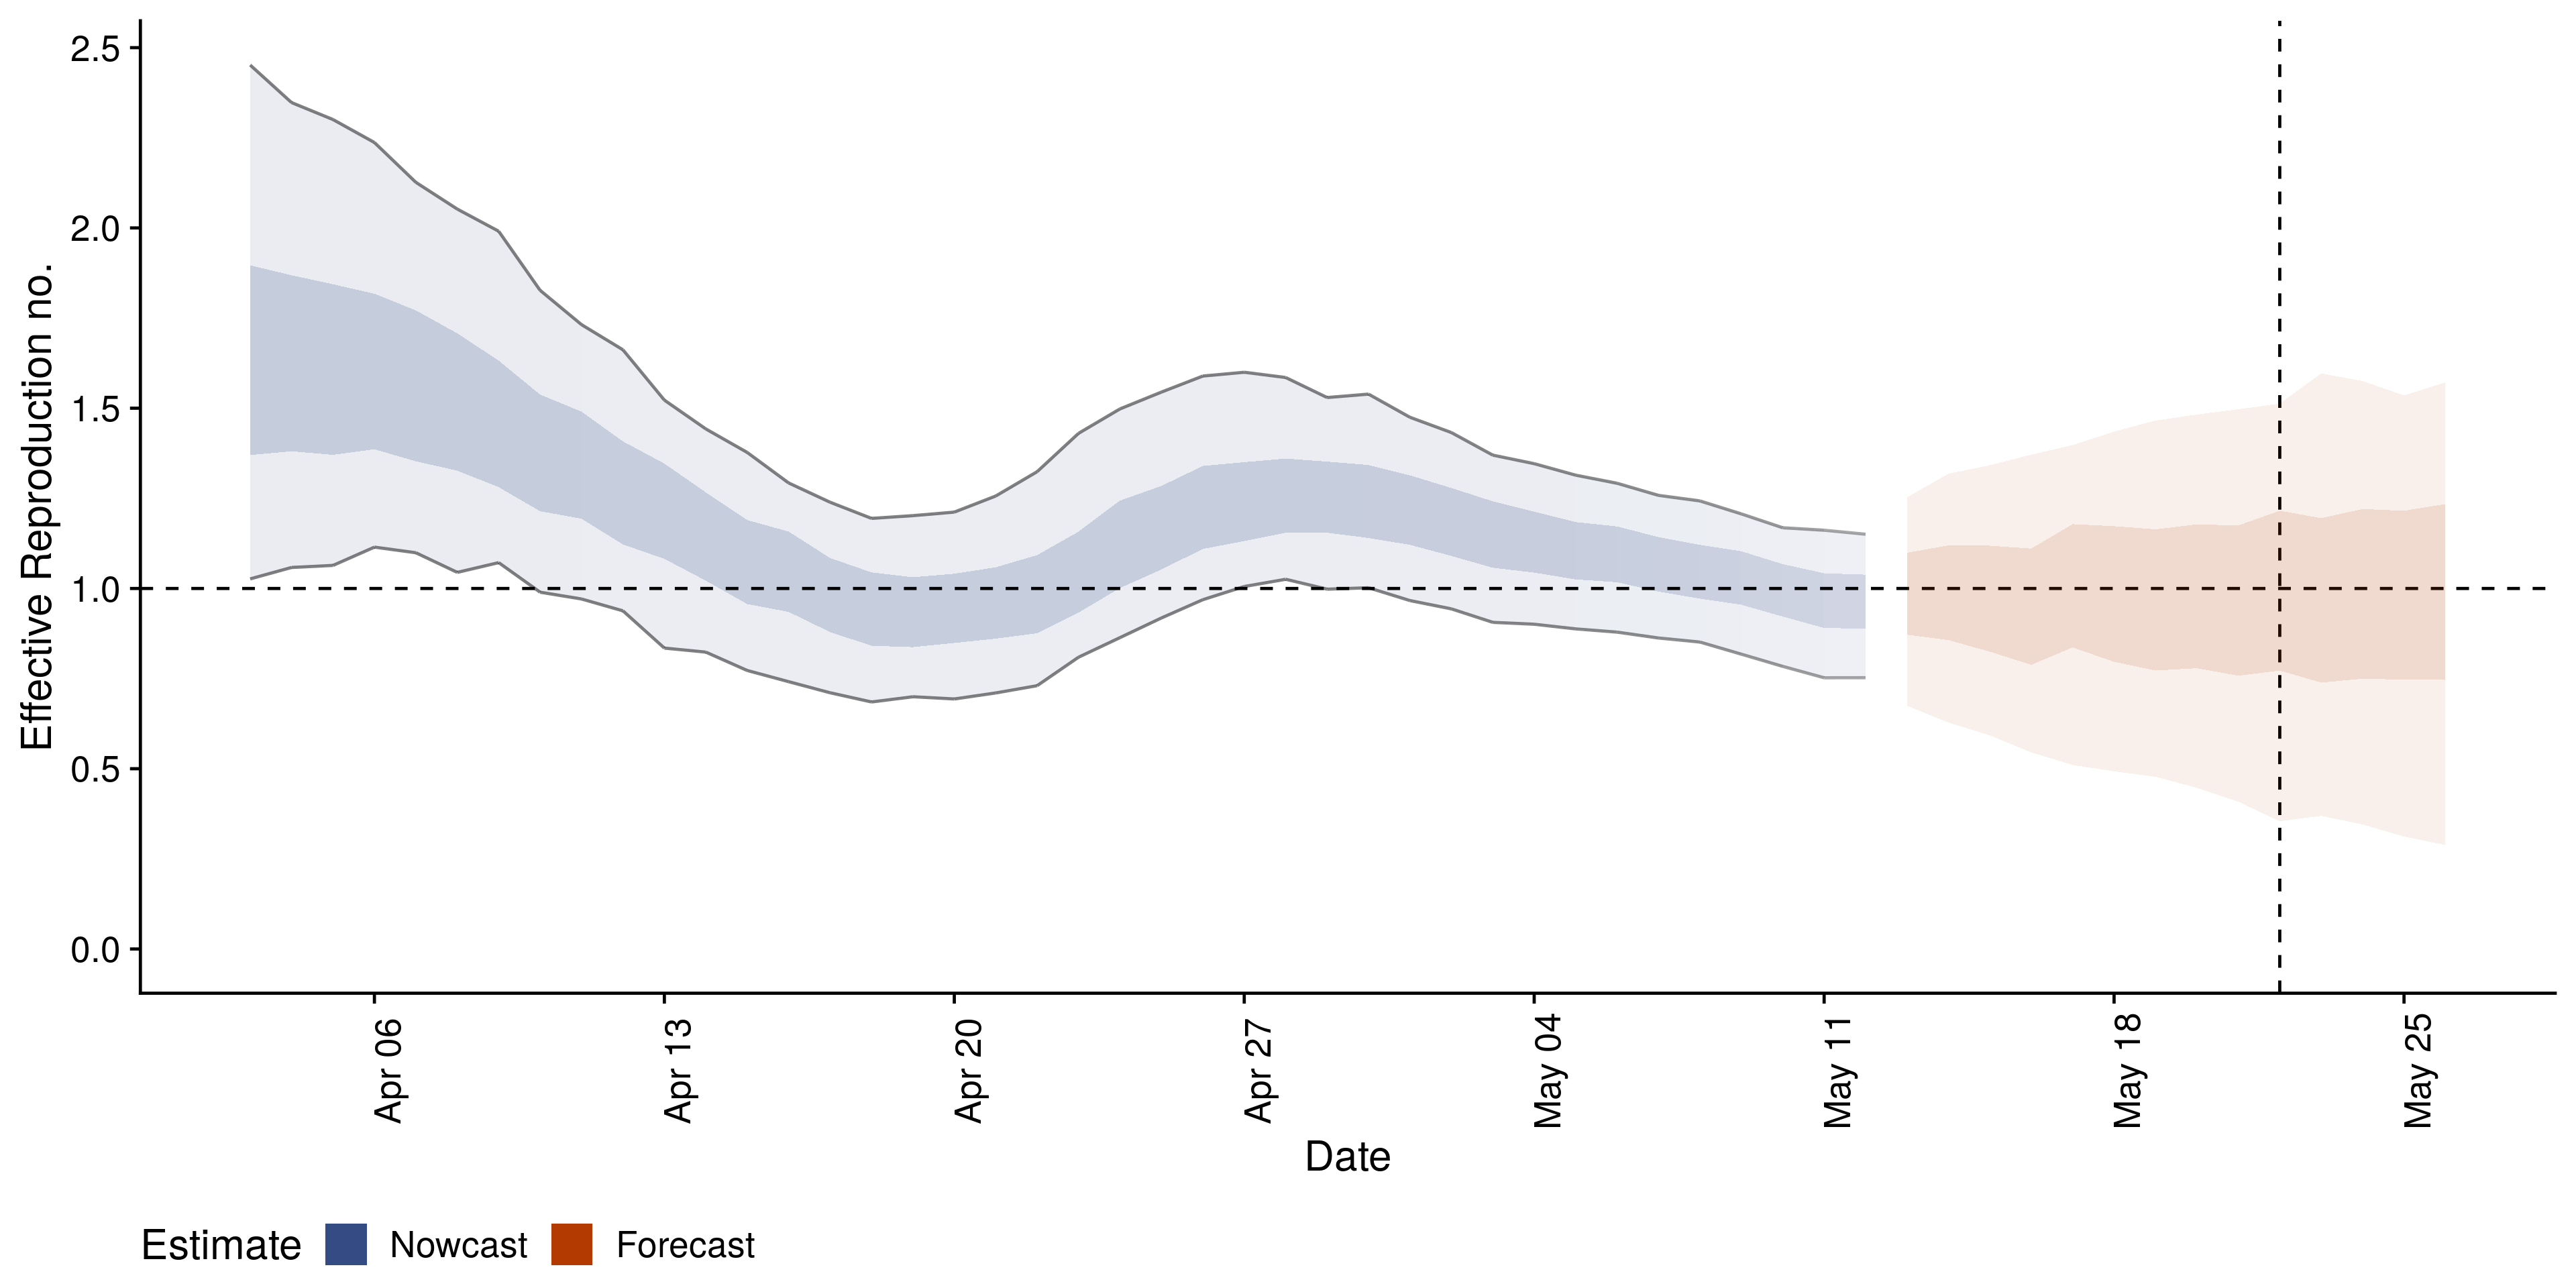 Effective Reproduction no.
2.5
2.0
1.5
1.0
0.5
0.0
Apr 06
Apr 13
Apr 20
Apr 27
May 04
May 11
May 18
May 25
Date
Estimate Nowcast Forecast